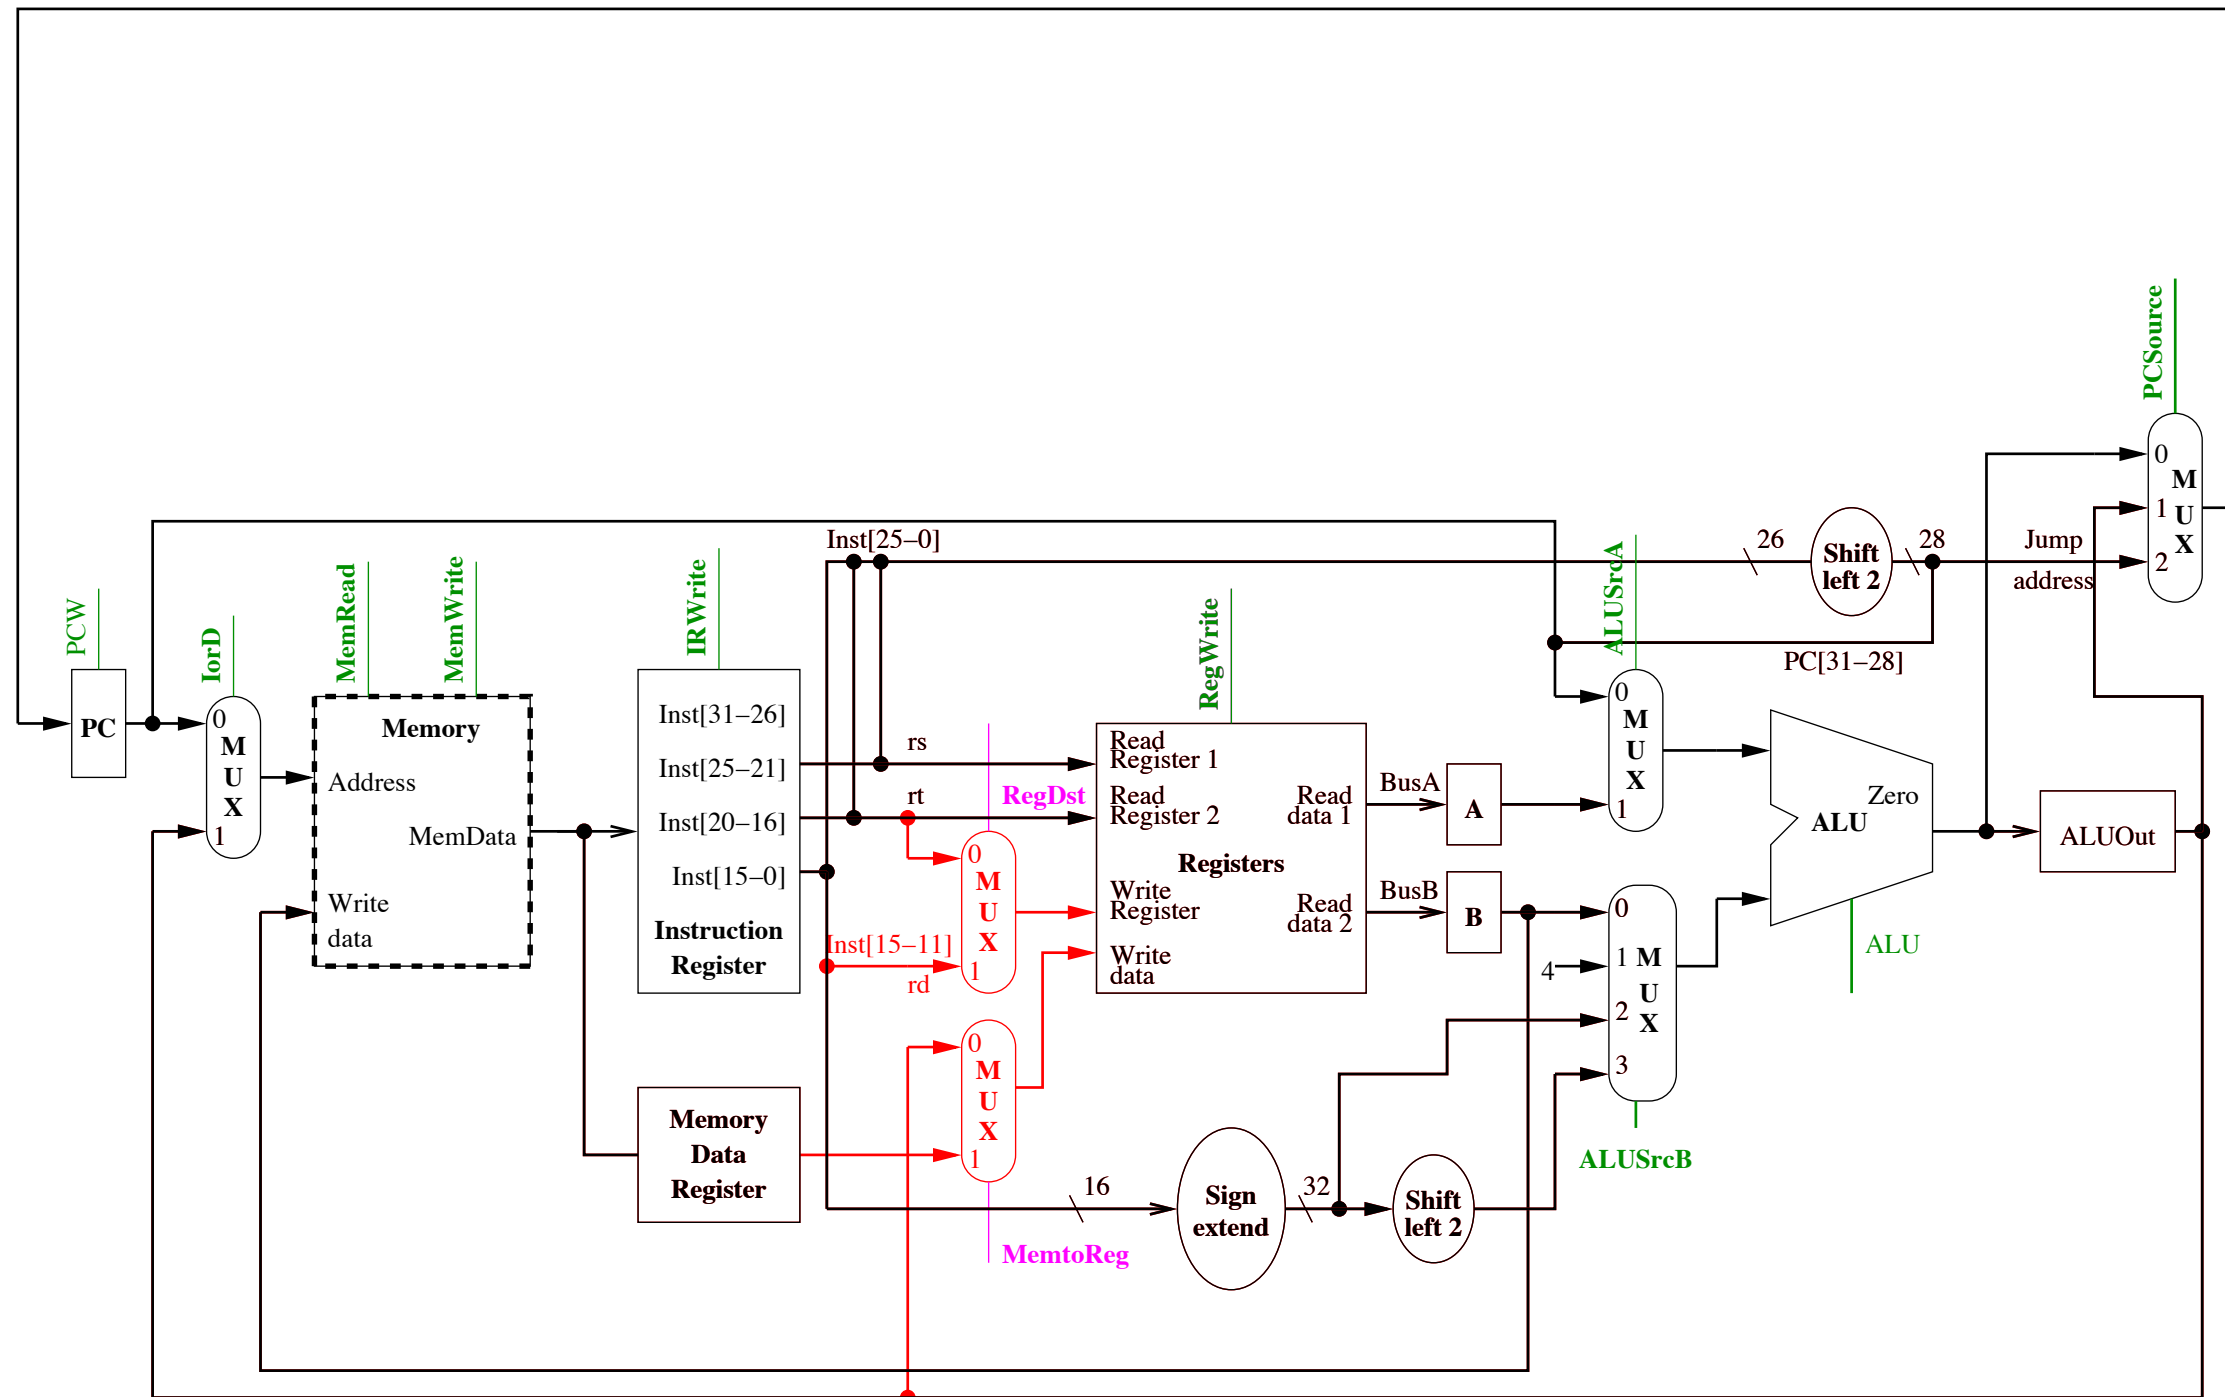 PCSource
0
M
1
U
X
2
Inst[25–0]
26
Shift
left 2
28
Jump
address
PC[31–28]
PCW
IorD
MemRead
MemWrite
IRWrite
RegWrite
ALUSrcA
PC
0
M
U
X
1
Memory
Address
MemData
Write
data
Inst[31–26]
Inst[25–21]
Inst[20–16]
Inst[15–0]
Instruction
Register
rs
rt
RegDst
0
M
U
X
1
Inst[15–11]
rd
Read
Register 1
Read
Register 2
Read
data 1
Registers
Write
Register
Read
data 2
Write
data
BusA
A
BusB
B
0
M
U
X
1
0
4
1 M
U
2
X
3
ALUSrcB
Zero
ALU
ALU
ALUOut
Memory
Data
Register
0
M
U
X
1
MemtoReg
16
Sign
extend
32
Shift
left 2